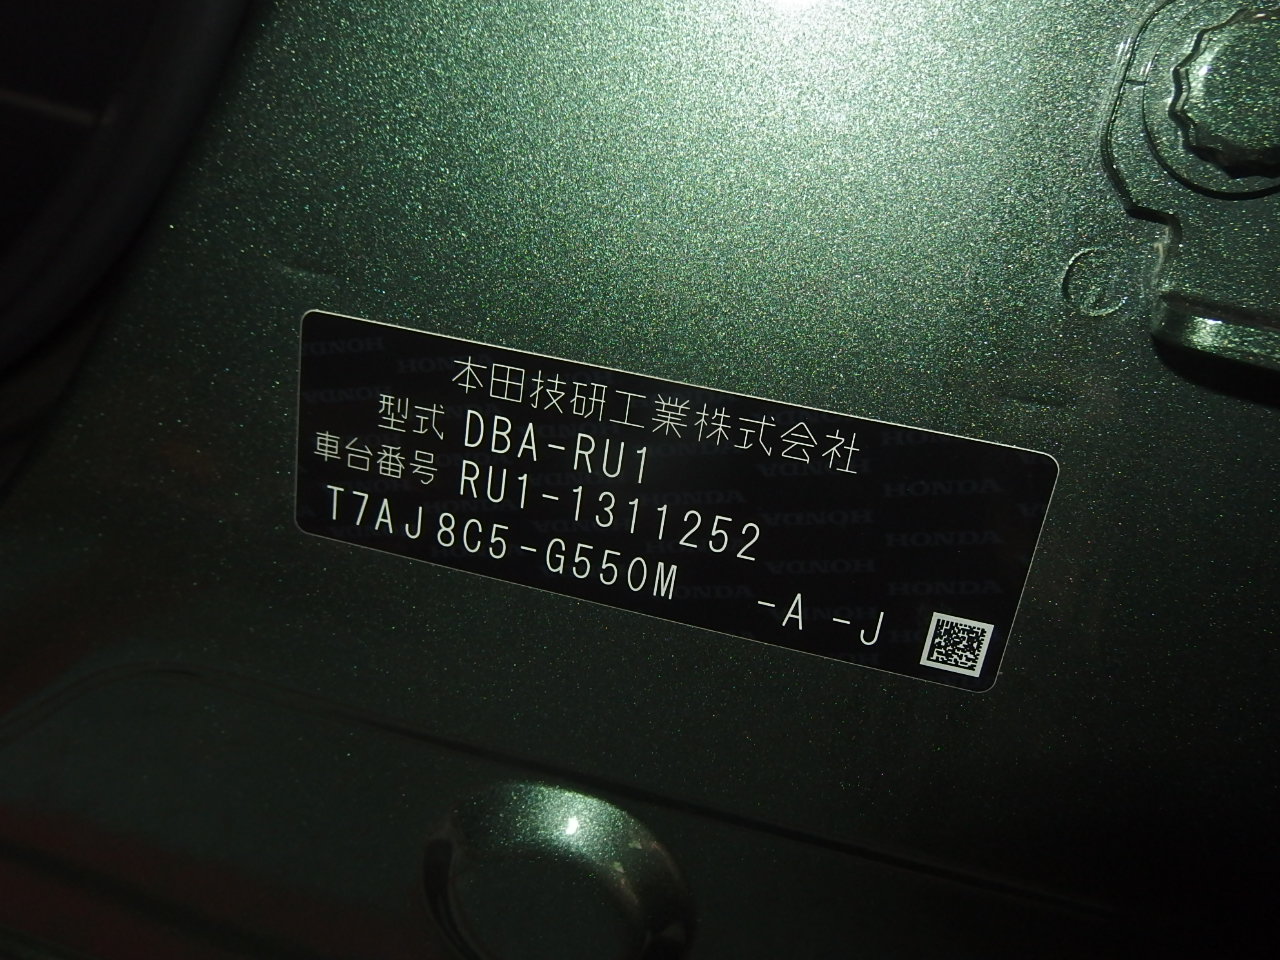 本田技研工業株式会社
型式 DBA-RU1
車台番号 RU1-1311252
T7AJ8C5-G550M -A -J